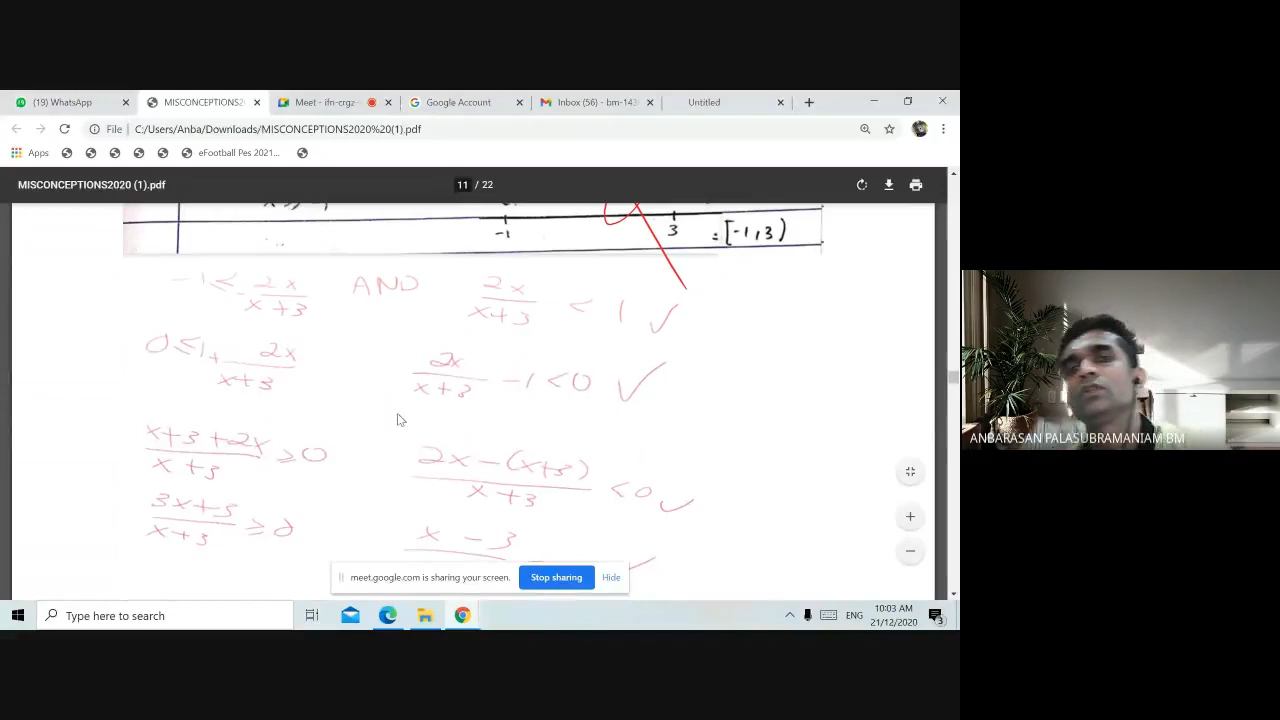 (19) WhatsApp
MISCONCEPTIONS2
Meet - ifn-crgz-
Google Account
Inbox (56) - bm-143
Untitled
File
C:/Users/Anba/Downloads/MISCONCEPTIONS2020%20(1).pdf
Apps
eFootball Pes 2021...
MISCONCEPTIONS2020 (1).pdf
11 / 22
-1
3
= [-1, 3)
-1 ≤ 2x/(x+3) AND 2x/(x+3) < 1 ✓
0 ≤ 1 + 2x/(x+3)
2x/(x+3) - 1 < 0 ✓
(x+3+2x)/(x+3) ≥ 0
(2x-(x+3))/(x+3) < 0 ✓
(3x+3)/(x+3) ≥ 0
x - 3
ANBARASAN PALASUBRAMANIAM BM
meet.google.com is sharing your screen.
Stop sharing
Hide
Type here to search
ENG
10:03 AM
21/12/2020
3